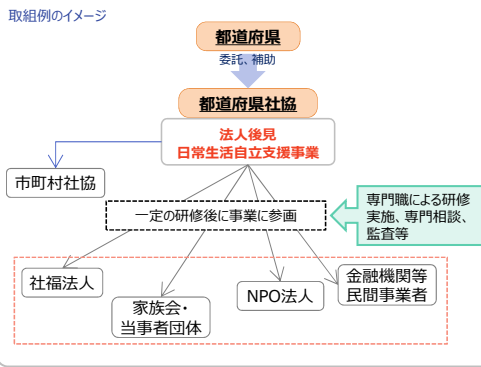 取組例のイメージ
都道府県
委託、補助
都道府県社協
法人後見
日常生活自立支援事業
市町村社協
一定の研修後に事業に参画
専門職による研修
実施、専門相談、
監査等
社福法人
家族会・
当事者団体
NPO法人
金融機関等
民間事業者